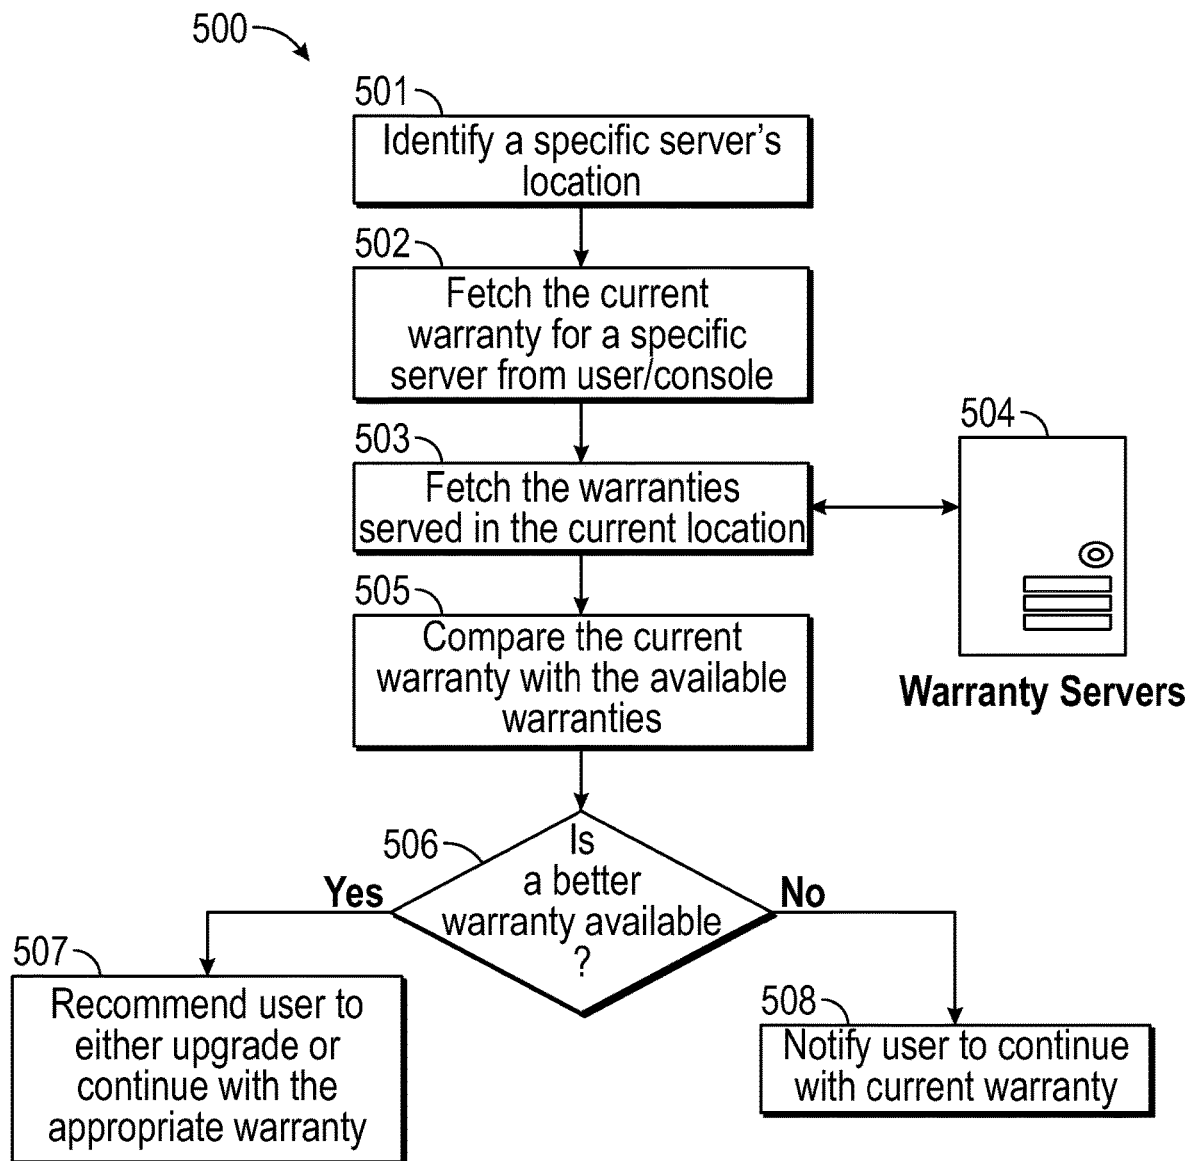 500
501
Identify a specific server's
location
502
Fetch the current
warranty for a specific
server from user/console
503
Fetch the warranties
served in the current location
504
Warranty Servers
505
Compare the current
warranty with the available
warranties
506
Is
a better
warranty available
?
Yes
No
507
Recommend user to
either upgrade or
continue with the
appropriate warranty
508
Notify user to continue
with current warranty